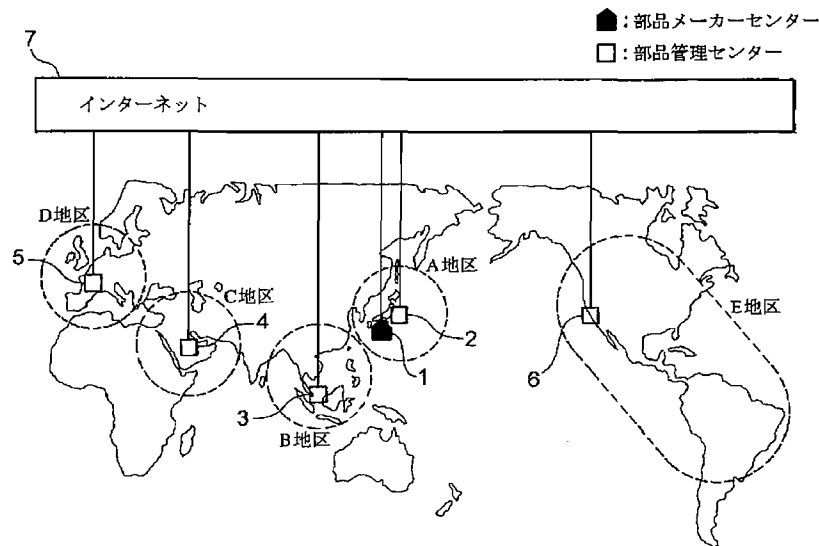 ：部品メーカーセンター
：部品管理センター
7
インターネット
D地区
5
C地区
4
A地区
2
1
3
B地区
E地区
6